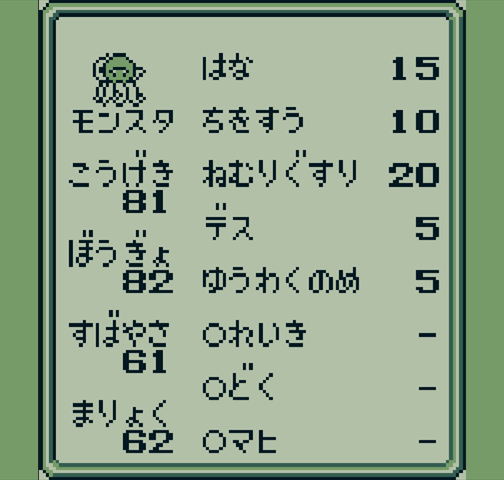 はな 15
モンスタ ちをすう 10
こうげき ねむりぐすり 20
81
デス 5
ぼうぎょ
82 ゆうわくのめ 5
すばやさ ○れいき -
61
○どく -
まりょく
62 ○マヒ -